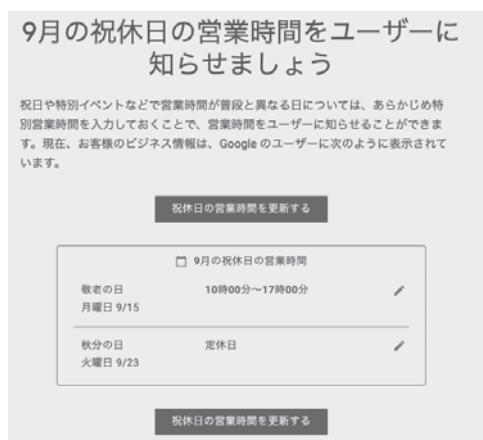 9月の祝休日の営業時間をユーザーに
知らせましょう
祝日や特別イベントなどで営業時間が普段と異なる日については、あらかじめ特
別営業時間を入力しておくことで、営業時間をユーザーに知らせることができま
す。現在、お客様のビジネス情報は、Google のユーザーに次のように表示されて
います。
祝休日の営業時間を更新する
9月の祝休日の営業時間
敬老の日 10時00分～17時00分
月曜日 9/15
秋分の日 定休日
火曜日 9/23
祝休日の営業時間を更新する